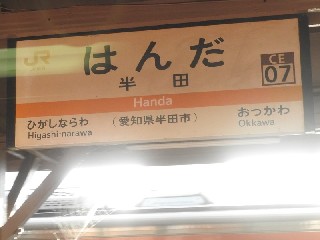 JR
はんだ
半田
CE
07
Handa
ひがしならわ
Higashi-narawa
(愛知県半田市)
おっかわ
Okkawa